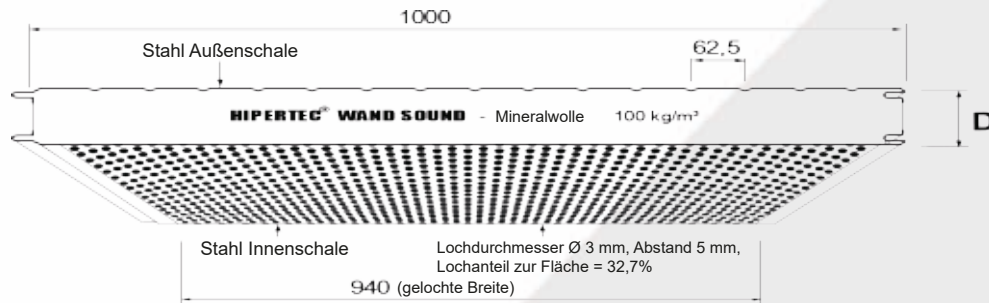 1000
Stahl Außenschale
62,5
HIPERTEC® WAND SOUND - Mineralwolle 100 kg/m³
D
Stahl Innenschale
Lochdurchmesser Ø 3 mm, Abstand 5 mm,
Lochanteil zur Fläche = 32,7%
940 (gelochte Breite)